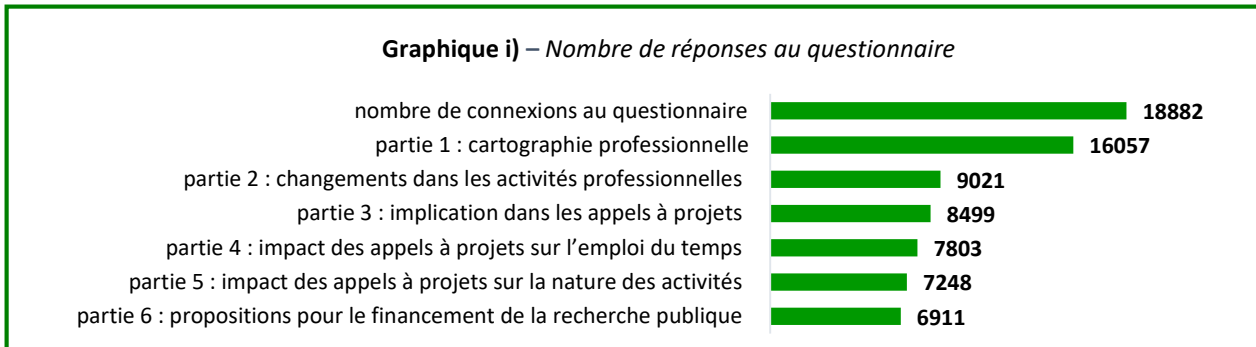 Graphique i) – Nombre de réponses au questionnaire
nombre de connexions au questionnaire 18882
partie 1 : cartographie professionnelle 16057
partie 2 : changements dans les activités professionnelles 9021
partie 3 : implication dans les appels à projets 8499
partie 4 : impact des appels à projets sur l’emploi du temps 7803
partie 5 : impact des appels à projets sur la nature des activités 7248
partie 6 : propositions pour le financement de la recherche publique 6911